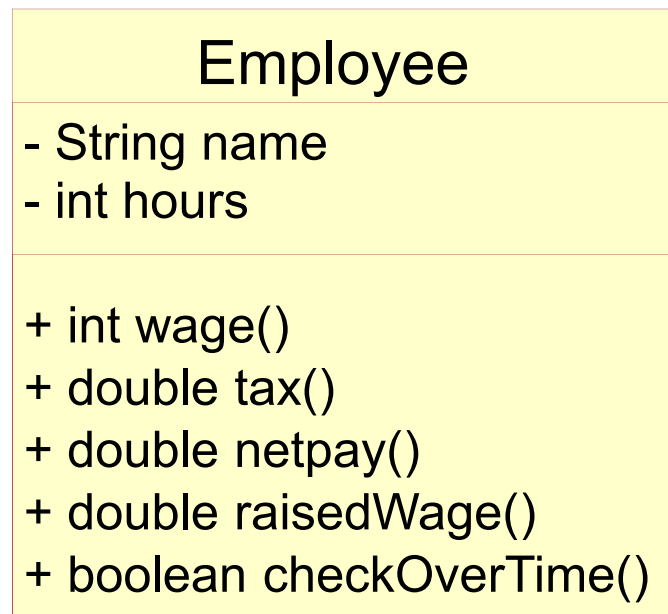 Employee
- String name
- int hours
+ int wage()
+ double tax()
+ double netpay()
+ double raisedWage()
+ boolean checkOverTime()